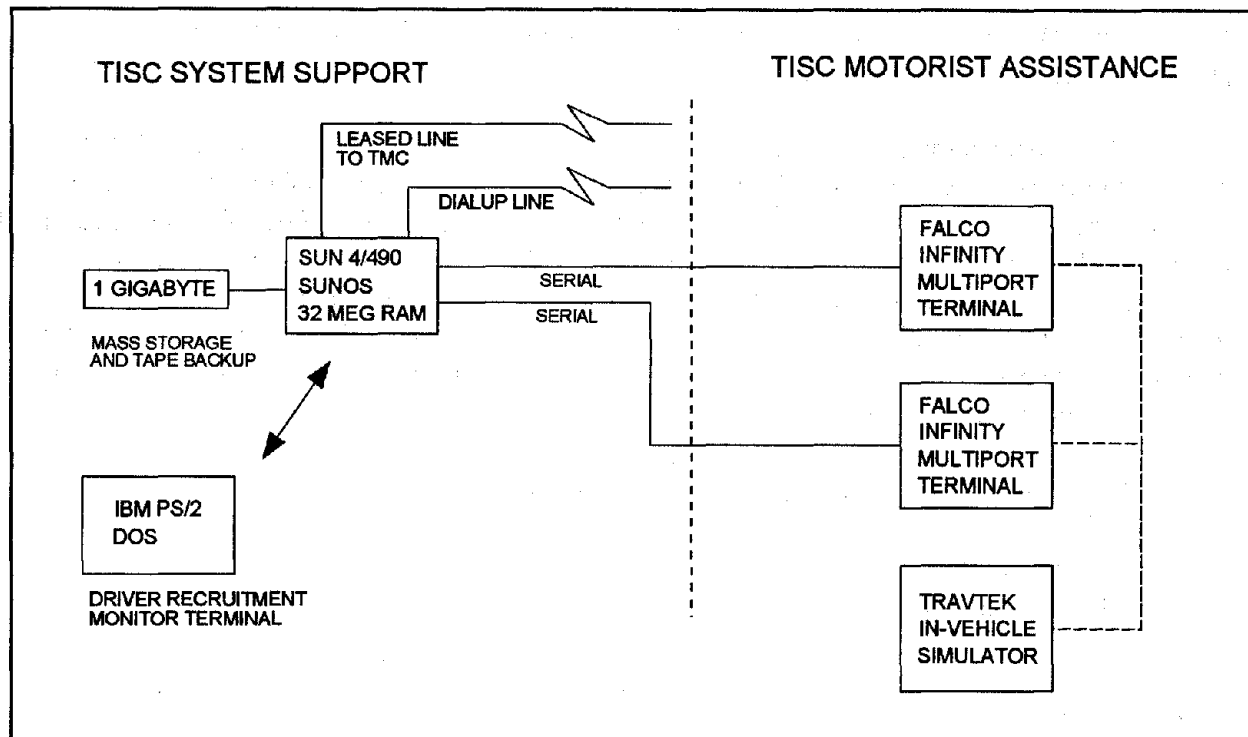 TISC SYSTEM SUPPORT
TISC MOTORIST ASSISTANCE
LEASED LINE
TO TMC
DIALUP LINE
1 GIGABYTE
MASS STORAGE
AND TAPE BACKUP
SUN 4/490
SUNOS
32 MEG RAM
SERIAL
SERIAL
FALCO
INFINITY
MULTIPORT
TERMINAL
FALCO
INFINITY
MULTIPORT
TERMINAL
IBM PS/2
DOS
DRIVER RECRUITMENT
MONITOR TERMINAL
TRAVTEK
IN-VEHICLE
SIMULATOR